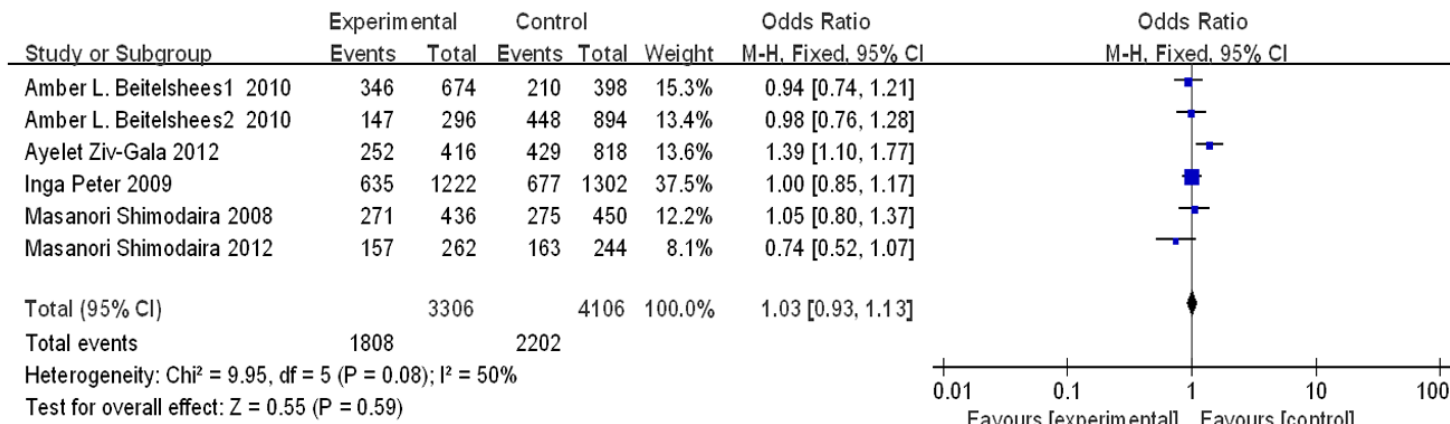 Experimental Control Odds Ratio Odds Ratio
Study or Subgroup Events Total Events Total Weight M-H, Fixed, 95% CI M-H, Fixed, 95% CI
Amber L. Beitelshees1 2010 346 674 210 398 15.3% 0.94 [0.74, 1.21]
Amber L. Beitelshees2 2010 147 296 448 894 13.4% 0.98 [0.76, 1.28]
Ayelet Ziv-Gala 2012 252 416 429 818 13.6% 1.39 [1.10, 1.77]
Inga Peter 2009 635 1222 677 1302 37.5% 1.00 [0.85, 1.17]
Masanori Shimodaira 2008 271 436 275 450 12.2% 1.05 [0.80, 1.37]
Masanori Shimodaira 2012 157 262 163 244 8.1% 0.74 [0.52, 1.07]
Total (95% CI) 3306 4106 100.0% 1.03 [0.93, 1.13]
Total events 1808 2202
Heterogeneity: Chi² = 9.95, df = 5 (P = 0.08); I² = 50%
Test for overall effect: Z = 0.55 (P = 0.59)
0.01 0.1 1 10 100
Favours [experimental] Favours [control]